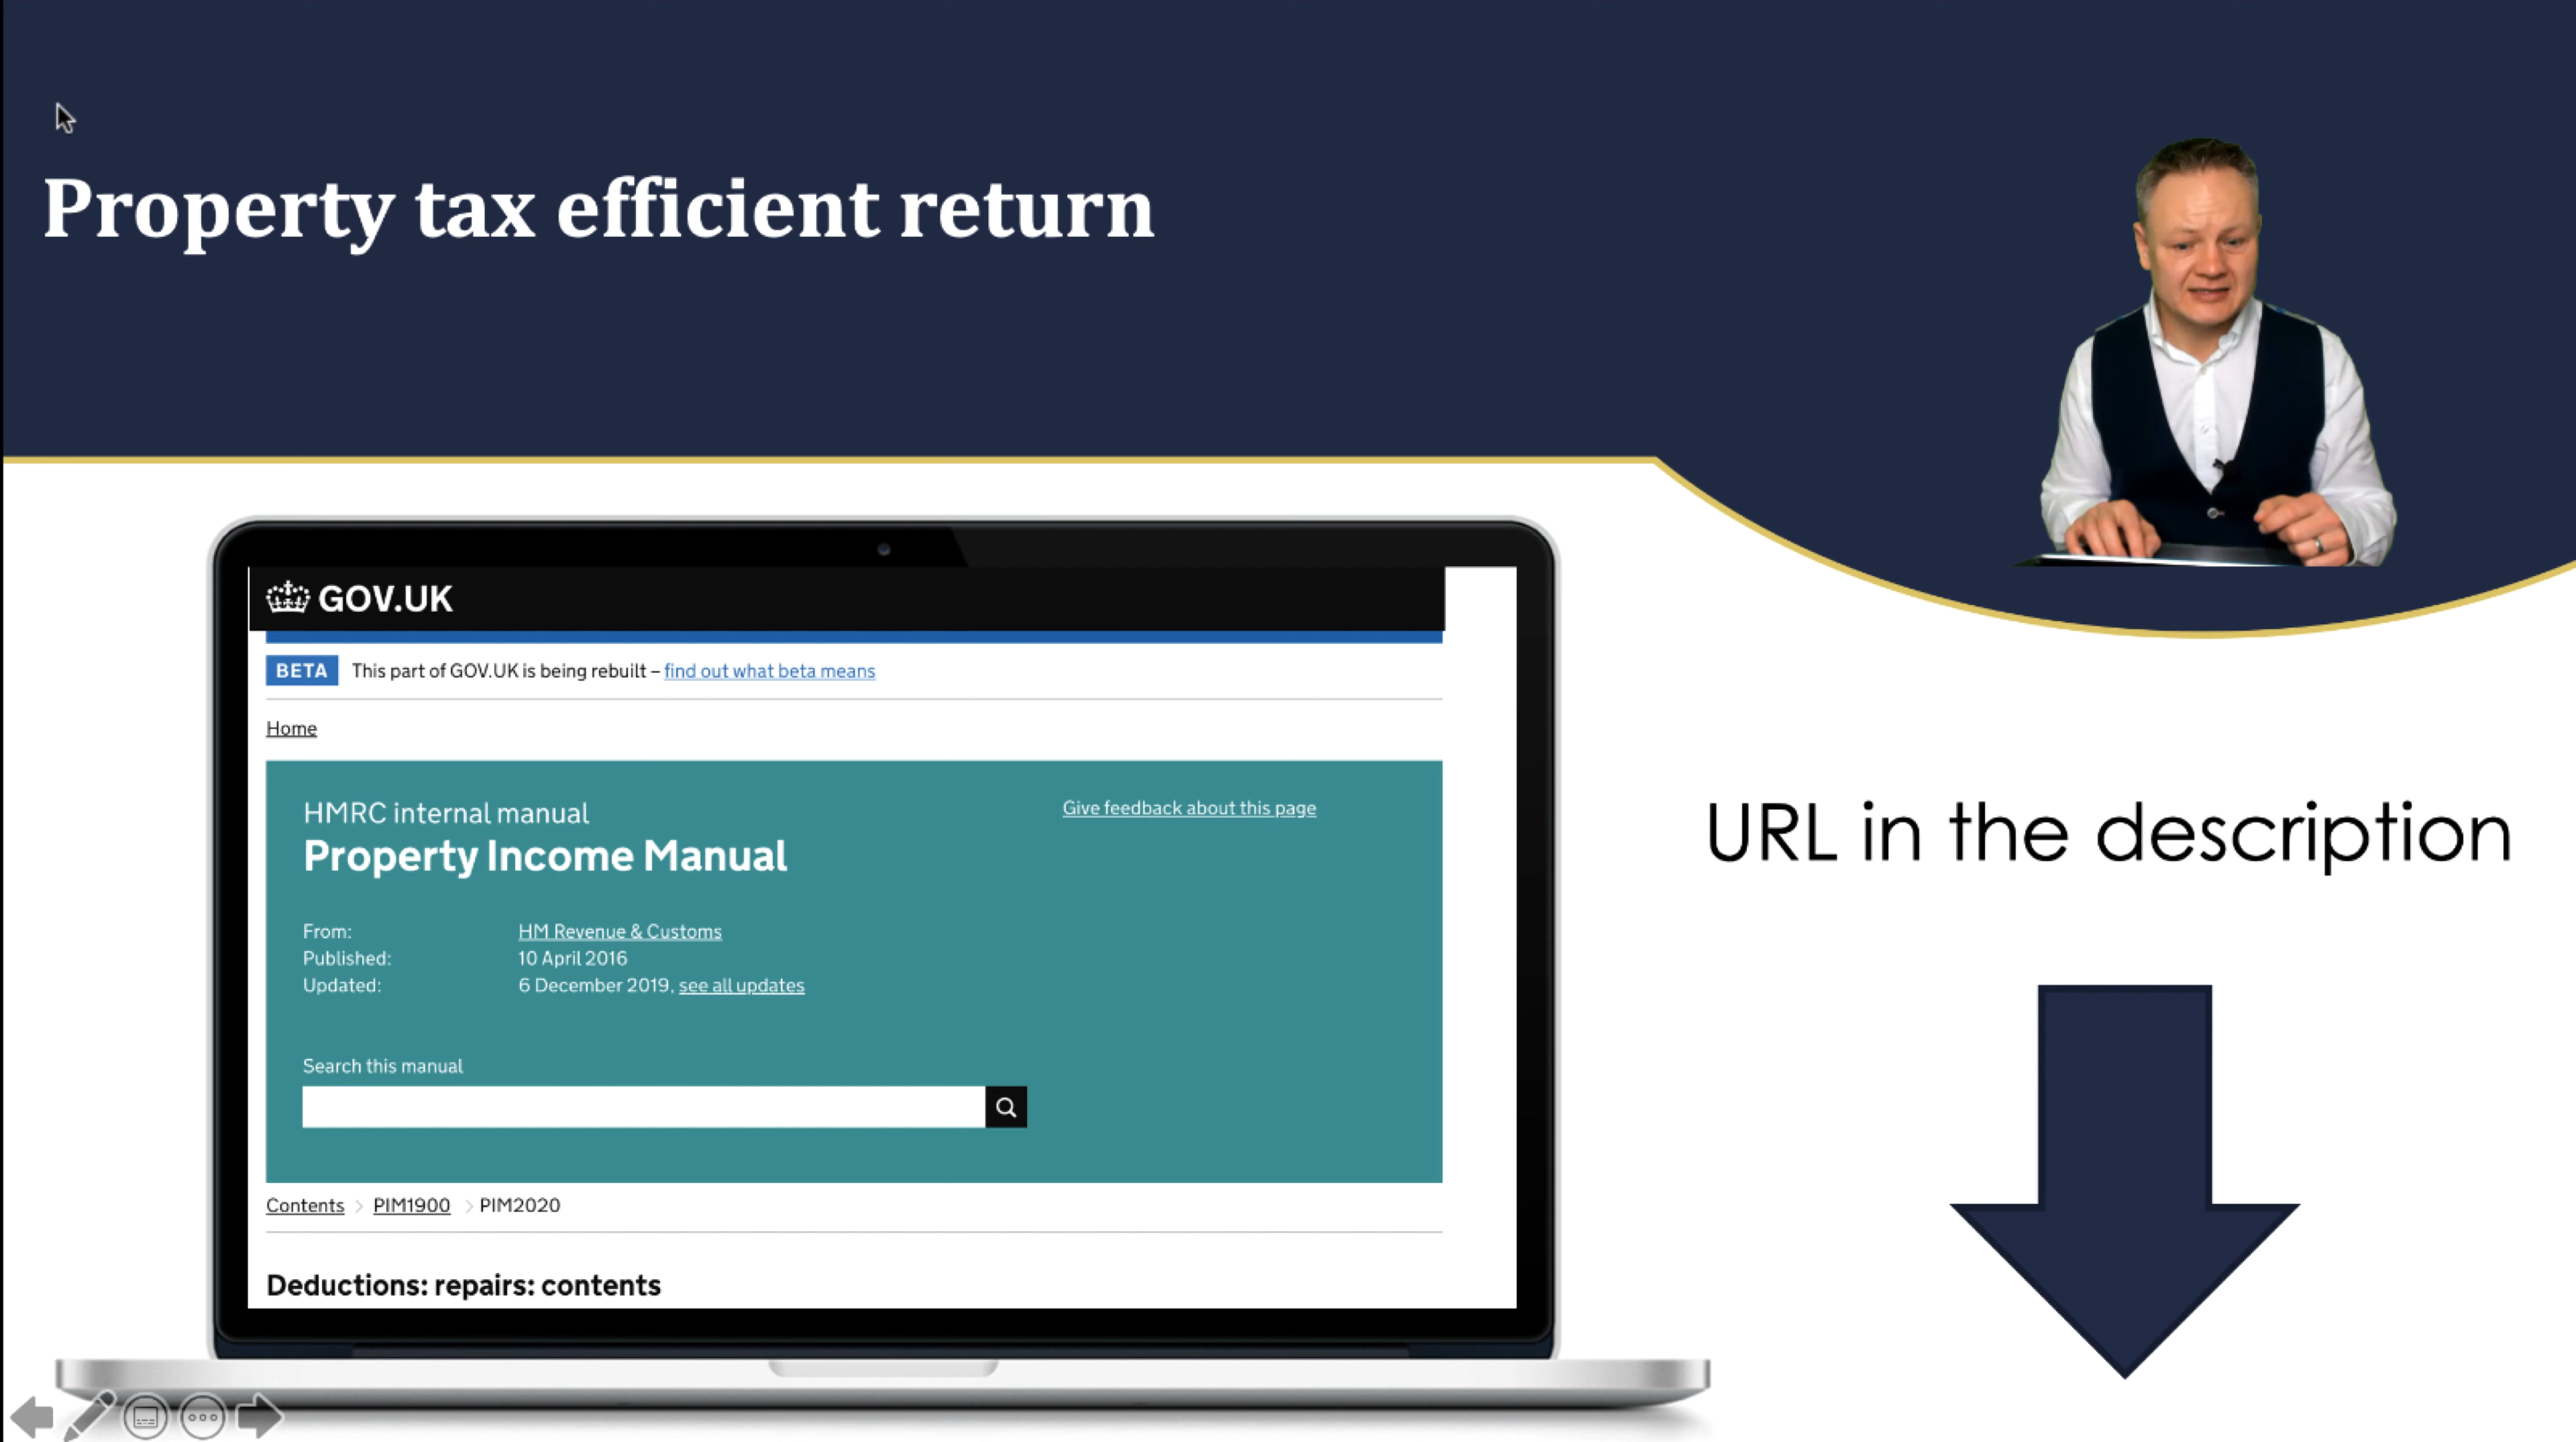 Property tax efficient return
GOV.UK
BETA This part of GOV.UK is being rebuilt – find out what beta means
Home
HMRC internal manual
Give feedback about this page
Property Income Manual
From: HM Revenue & Customs
Published: 10 April 2016
Updated: 6 December 2019, see all updates
Search this manual
Contents > PIM1900 > PIM2020
Deductions: repairs: contents
URL in the description